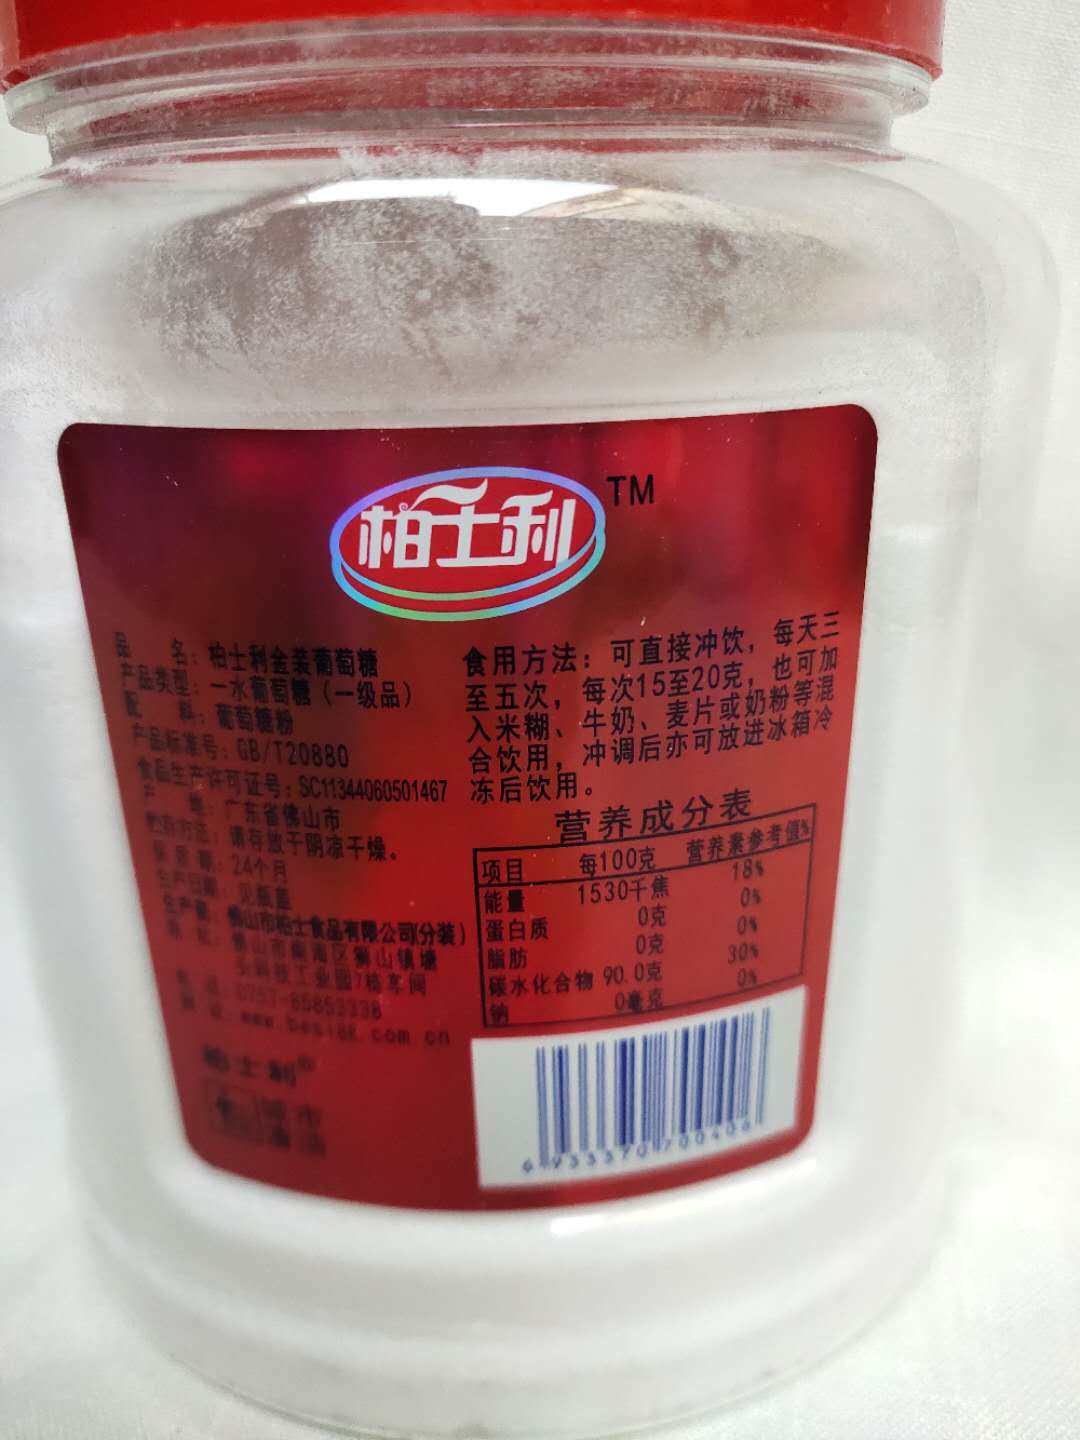 柏士利 TM
品 名：柏士利金装葡萄糖
产品类型：一水葡萄糖（一级品）
配 料：葡萄糖粉
产品标准号：GB/T20880
食品生产许可证号：SC11344060501467
产 地：广东省佛山市
贮存方法：请存放于阴凉干燥。
保质期：24个月
生产日期：见瓶盖
生产商：佛山市柏士食品有限公司(分装)
佛山市南海区狮山镇塘
头科技工业园7栋车间
0757-85853338
柏士利®
食用方法：可直接冲饮，每天三
至五次，每次15至20克，也可加
入米糊、牛奶、麦片或奶粉等混
合饮用，冲调后亦可放进冰箱冷
冻后饮用。
营养成分表
项目 每100克 营养素参考值%
能量 1530千焦 18%
蛋白质 0克 0%
脂肪 0克 0%
碳水化合物 90.0克 30%
钠 0毫克 0%
6933370700406